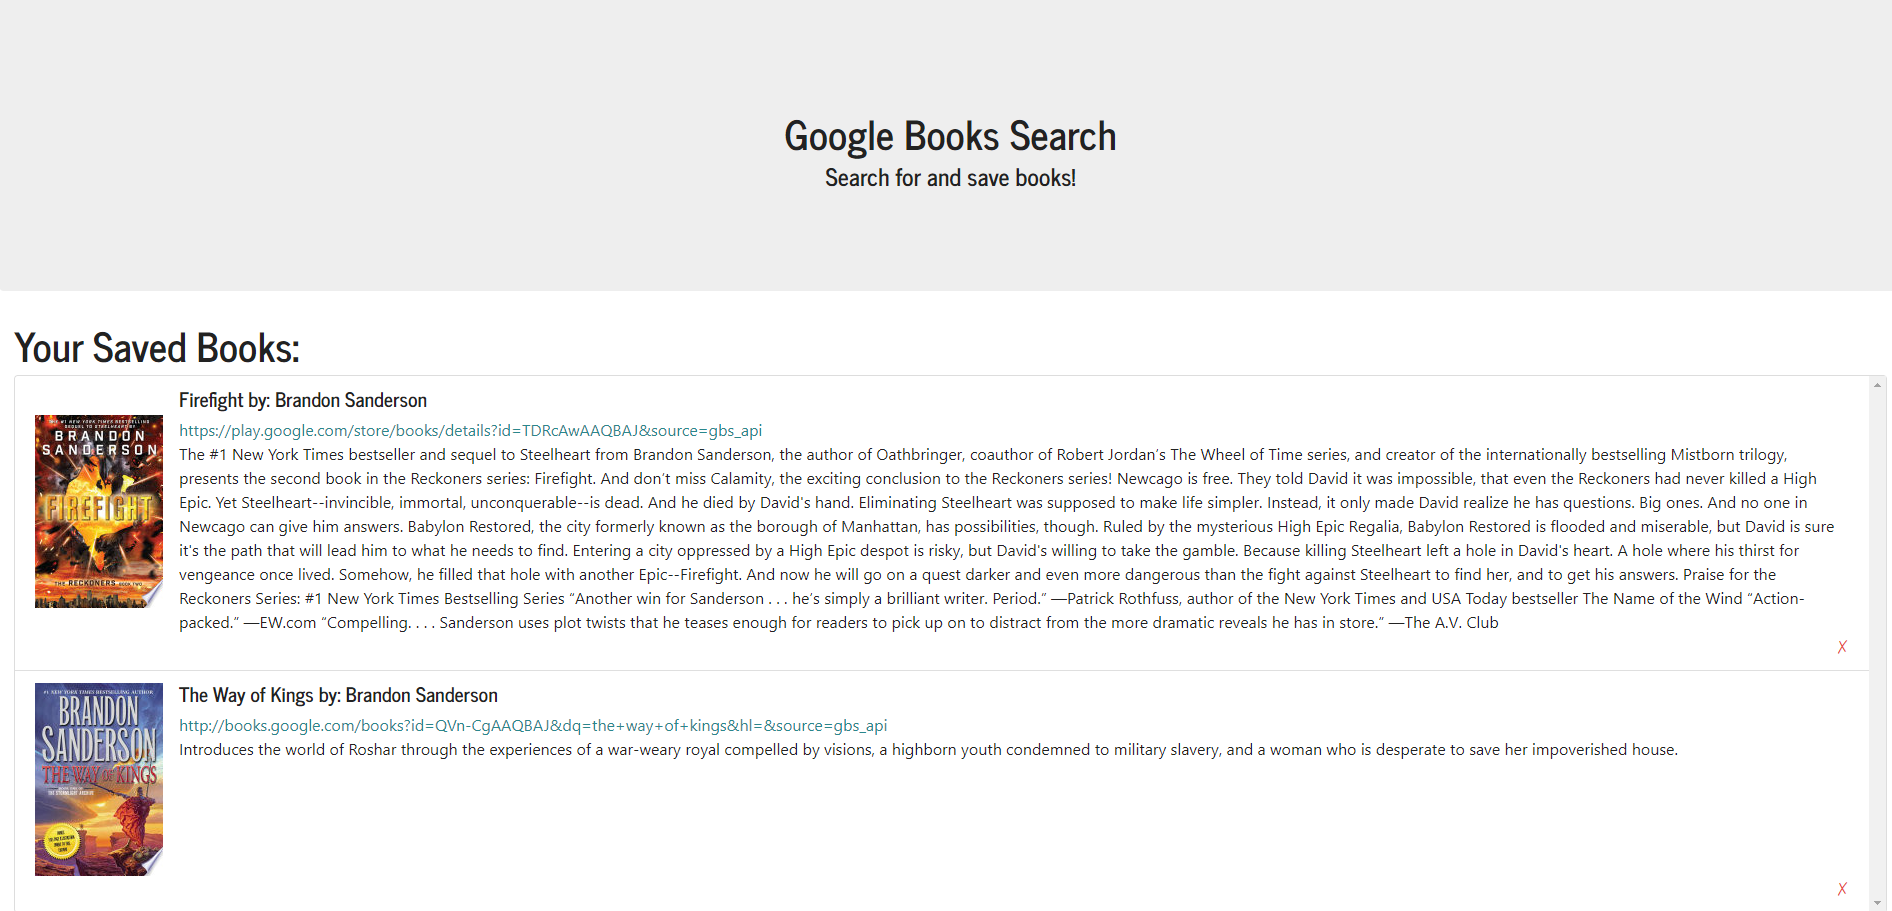 Google Books Search
Search for and save books!
Your Saved Books:
Firefight by: Brandon Sanderson
https://play.google.com/store/books/details?id=TDRcAwAAQBAJ&source=gbs_api
The #1 New York Times bestseller and sequel to Steelheart from Brandon Sanderson, the author of Oathbringer, coauthor of Robert Jordan's The Wheel of Time series, and creator of the internationally bestselling Mistborn trilogy,
presents the second book in the Reckoners series: Firefight. And don't miss Calamity, the exciting conclusion to the Reckoners series! Newcago is free. They told David it was impossible, that even the Reckoners had never killed a High
Epic. Yet Steelheart--invincible, immortal, unconquerable--is dead. And he died by David's hand. Eliminating Steelheart was supposed to make life simpler. Instead, it only made David realize he has questions. Big ones. And no one in
Newcago can give him answers. Babylon Restored, the city formerly known as the borough of Manhattan, has possibilities, though. Ruled by the mysterious High Epic Regalia, Babylon Restored is flooded and miserable, but David is sure
it's the path that will lead him to what he needs to find. Entering a city oppressed by a High Epic despot is risky, but David's willing to take the gamble. Because killing Steelheart left a hole in David's heart. A hole where his thirst for
vengeance once lived. Somehow, he filled that hole with another Epic--Firefight. And now he will go on a quest darker and even more dangerous than the fight against Steelheart to find her, and to get his answers. Praise for the
Reckoners Series: #1 New York Times Bestselling Series “Another win for Sanderson . . . he's simply a brilliant writer. Period.” —Patrick Rothfuss, author of the New York Times and USA Today bestseller The Name of the Wind “Action-
packed.” —EW.com “Compelling. . . . Sanderson uses plot twists that he teases enough for readers to pick up on to distract from the more dramatic reveals he has in store.” —The A.V. Club
✗
THE #1 NEW YORK TIMES BESTSELLING
SEQUEL TO STEELHEART
BRANDON
SANDERSON
FIREFIGHT
THE RECKONERS BOOK TWO
The Way of Kings by: Brandon Sanderson
http://books.google.com/books?id=QVn-CgAAQBAJ&dq=the+way+of+kings&hl=&source=gbs_api
Introduces the world of Roshar through the experiences of a war-weary royal compelled by visions, a highborn youth condemned to military slavery, and a woman who is desperate to save her impoverished house.
✗
#1 NEW YORK TIMES BESTSELLING AUTHOR
BRANDON
SANDERSON
THE WAY OF KINGS
THE STORMLIGHT ARCHIVE